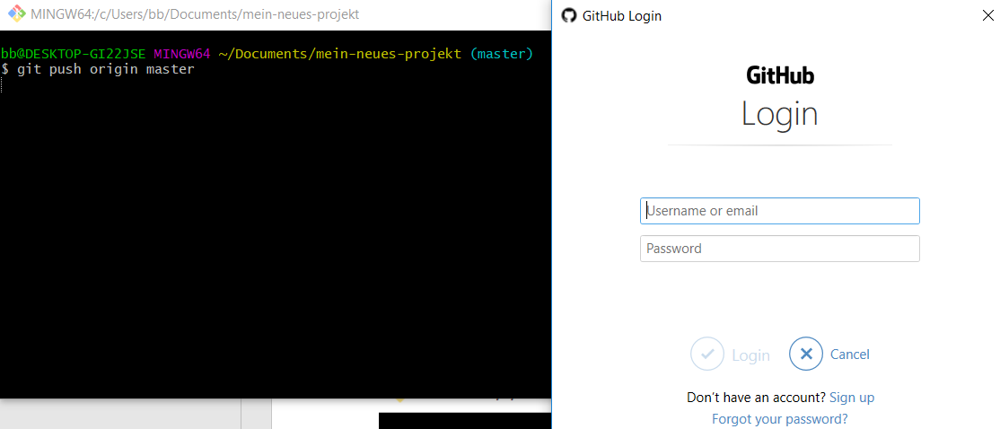 MINGW64:/c/Users/bb/Documents/mein-neues-projekt
bb@DESKTOP-GI22JSE MINGW64 ~/Documents/mein-neues-projekt (master)
$ git push origin master
GitHub Login
GitHub
Login
Username or email
Password
Login
Cancel
Don't have an account? Sign up
Forgot your password?